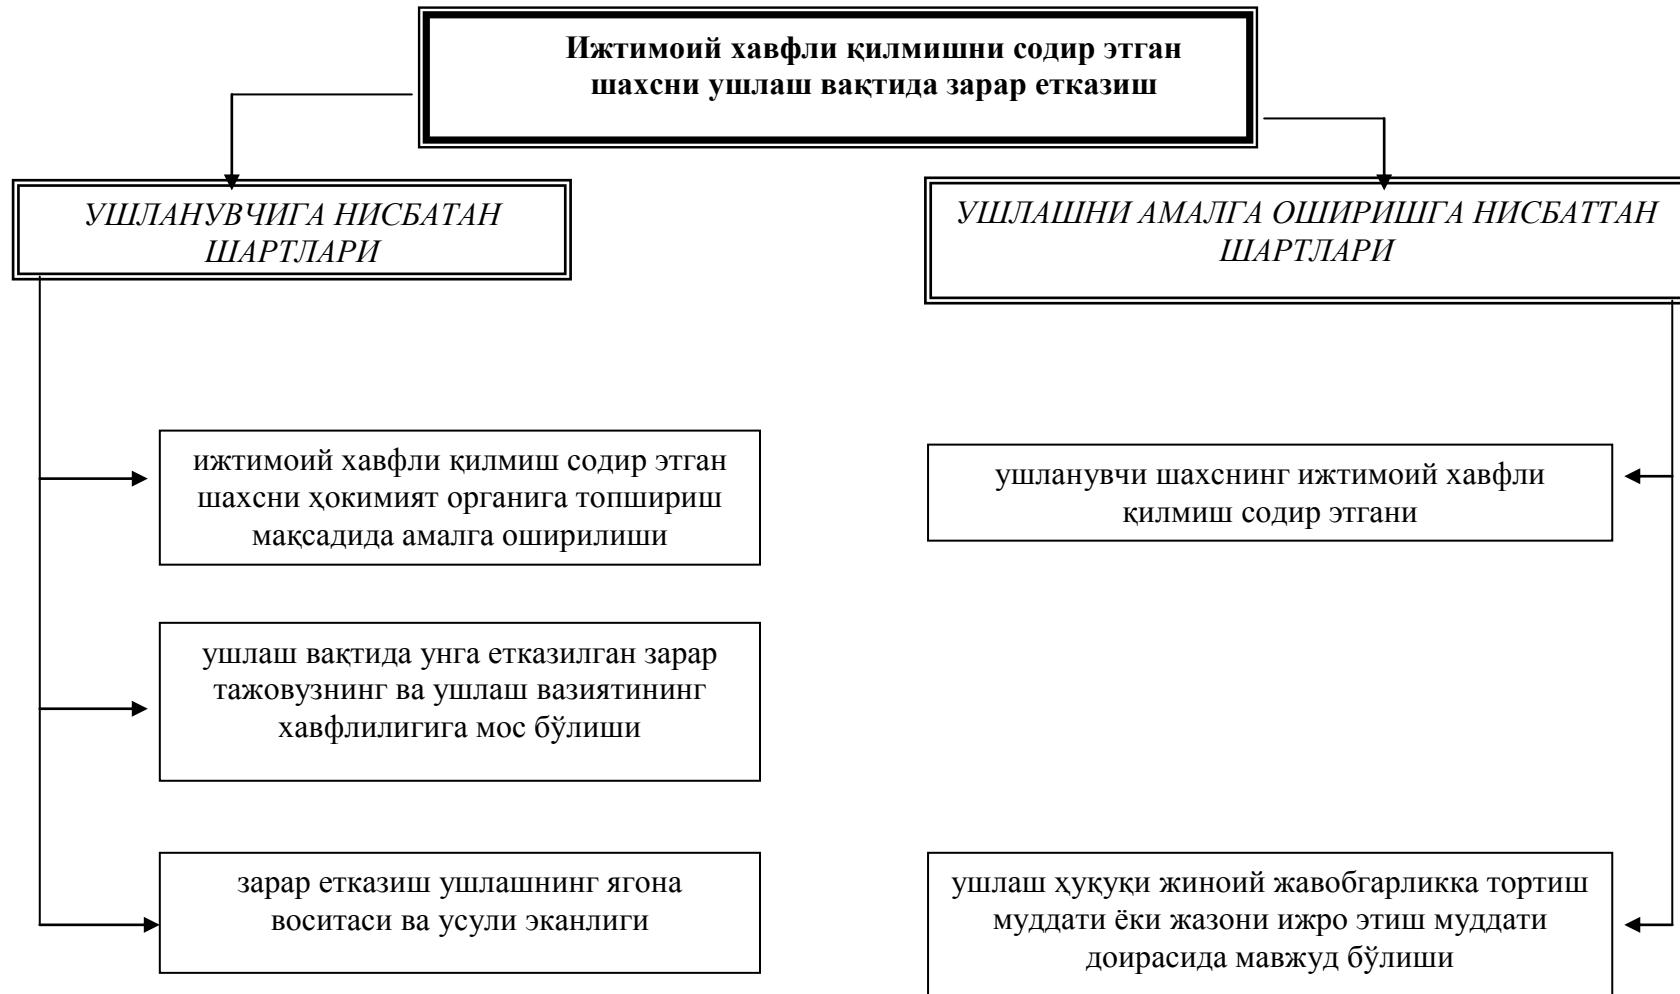 Ижтимоий хавфли қилмишни содир этган
шахсни ушлаш вақтида зарар етказиш
УШЛАНУВЧИГА НИСБАТАН
ШАРТЛАРИ
УШЛАШНИ АМАЛГА ОШИРИШГА НИСБАТТАН
ШАРТЛАРИ
ижтимоий хавфли қилмиш содир этган
шахсни ҳокимият органига топшириш
мақсадида амалга оширилиши
ушланувчи шахснинг ижтимоий хавфли
қилмиш содир этгани
ушлаш вақтида унга етказилган зарар
тажовузнинг ва ушлаш вазиятининг
хавфлилигига мос бўлиши
зарар етказиш ушлашнинг ягона
воситаси ва усули эканлиги
ушлаш ҳуқуқи жиноий жавобгарликка тортиш
муддати ёки жазони ижро этиш муддати
доирасида мавжуд бўлиши